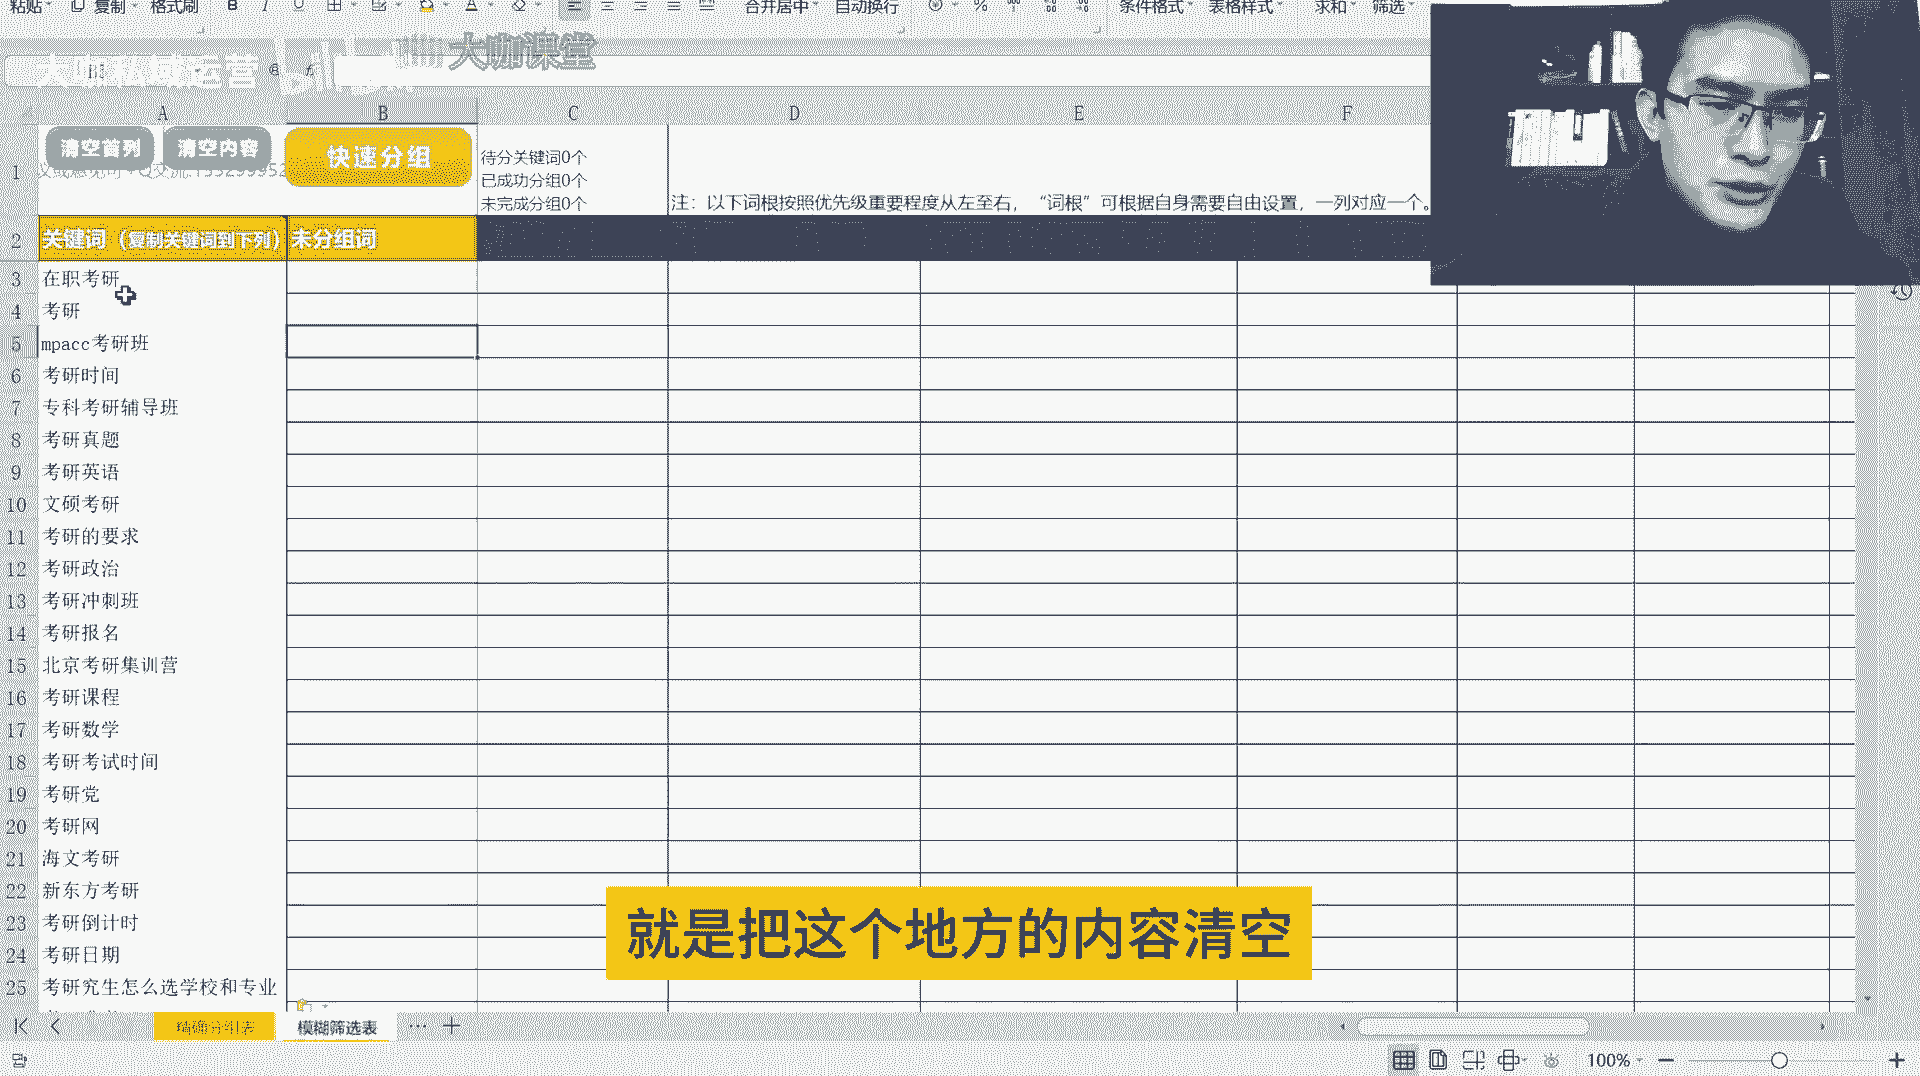 粘贴 复制 格式刷 B I U A 合并居中 自动换行 % 条件格式 表格样式 求和 筛选
大咖私域运营 bilibili 大咖课堂
A B C D E F
清空首列 清空内容 快速分组
待分关键词0个
已成功分组0个
未完成分组0个
1 注：以下词根按照优先级重要程度从左至右，“词根”可根据自身需要自由设置，一列对应一个。
2 关键词（复制关键词到下列） 未分组词
3 在职考研
4 考研
5 mpacc考研班
6 考研时间
7 专科考研辅导班
8 考研真题
9 考研英语
10 文硕考研
11 考研的要求
12 考研政治
13 考研冲刺班
14 考研报名
15 北京考研集训营
16 考研课程
17 考研数学
18 考研考试时间
19 考研党
20 考研网
21 海文考研
22 新东方考研
23 考研倒计时
24 考研日期
25 考研究生怎么选学校和专业
就是把这个地方的内容清空
精确分组表 模糊筛选表 ···
100%